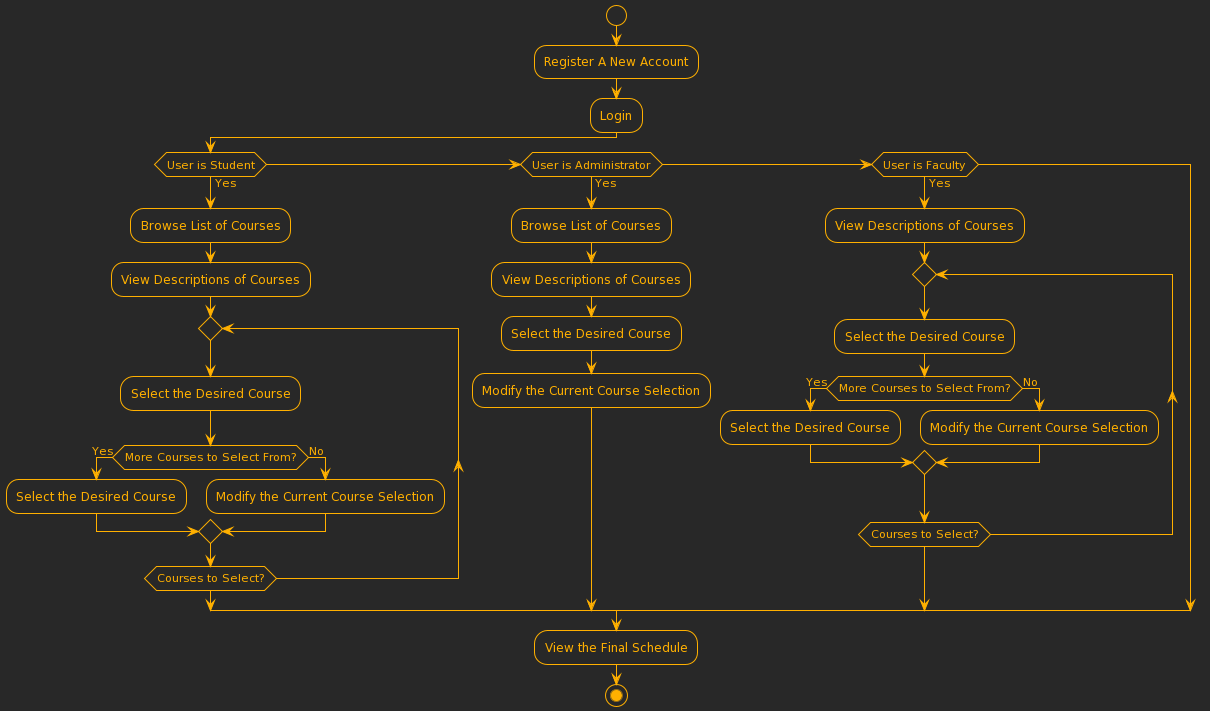 Register A New Account
Login
User is Student
User is Administrator
User is Faculty
Yes
Yes
Yes
Browse List of Courses
Browse List of Courses
View Descriptions of Courses
View Descriptions of Courses
View Descriptions of Courses
Select the Desired Course
Select the Desired Course
Select the Desired Course
Modify the Current Course Selection
Yes
More Courses to Select From?
No
Select the Desired Course
Modify the Current Course Selection
Yes
More Courses to Select From?
No
Select the Desired Course
Modify the Current Course Selection
Courses to Select?
Courses to Select?
View the Final Schedule